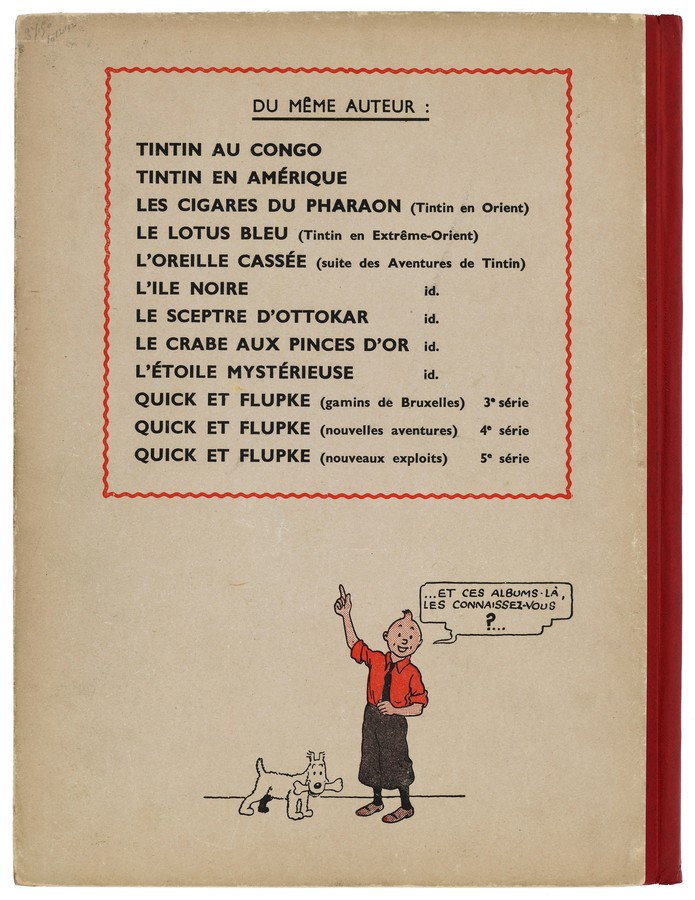 DU MÊME AUTEUR :
TINTIN AU CONGO
TINTIN EN AMÉRIQUE
LES CIGARES DU PHARAON (Tintin en Orient)
LE LOTUS BLEU (Tintin en Extrême-Orient)
L'OREILLE CASSÉE (suite des Aventures de Tintin)
L'ILE NOIRE id.
LE SCEPTRE D'OTTOKAR id.
LE CRABE AUX PINCES D'OR id.
L'ÉTOILE MYSTÉRIEUSE id.
QUICK ET FLUPKE (gamins de Bruxelles) 3e série
QUICK ET FLUPKE (nouvelles aventures) 4e série
QUICK ET FLUPKE (nouveaux exploits) 5e série
...ET CES ALBUMS-LÀ,
LES CONNAISSEZ-VOUS
?...